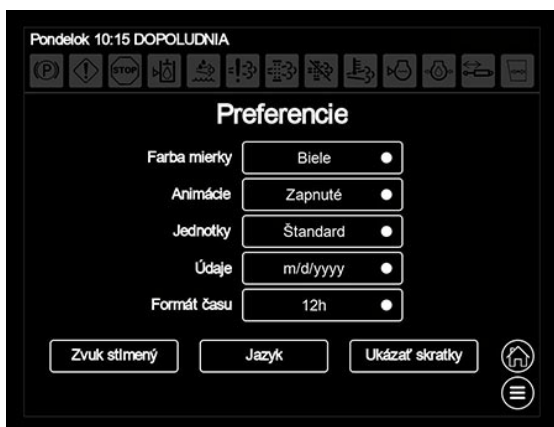 Pondelok 10:15 DOPOLUDNIA
STOP
Preferencie
Farba mierky Biele
Animácie Zapnuté
Jednotky Štandard
Údaje m/d/yyyy
Formát času 12h
Zvuk stlmený Jazyk Ukázať skratky